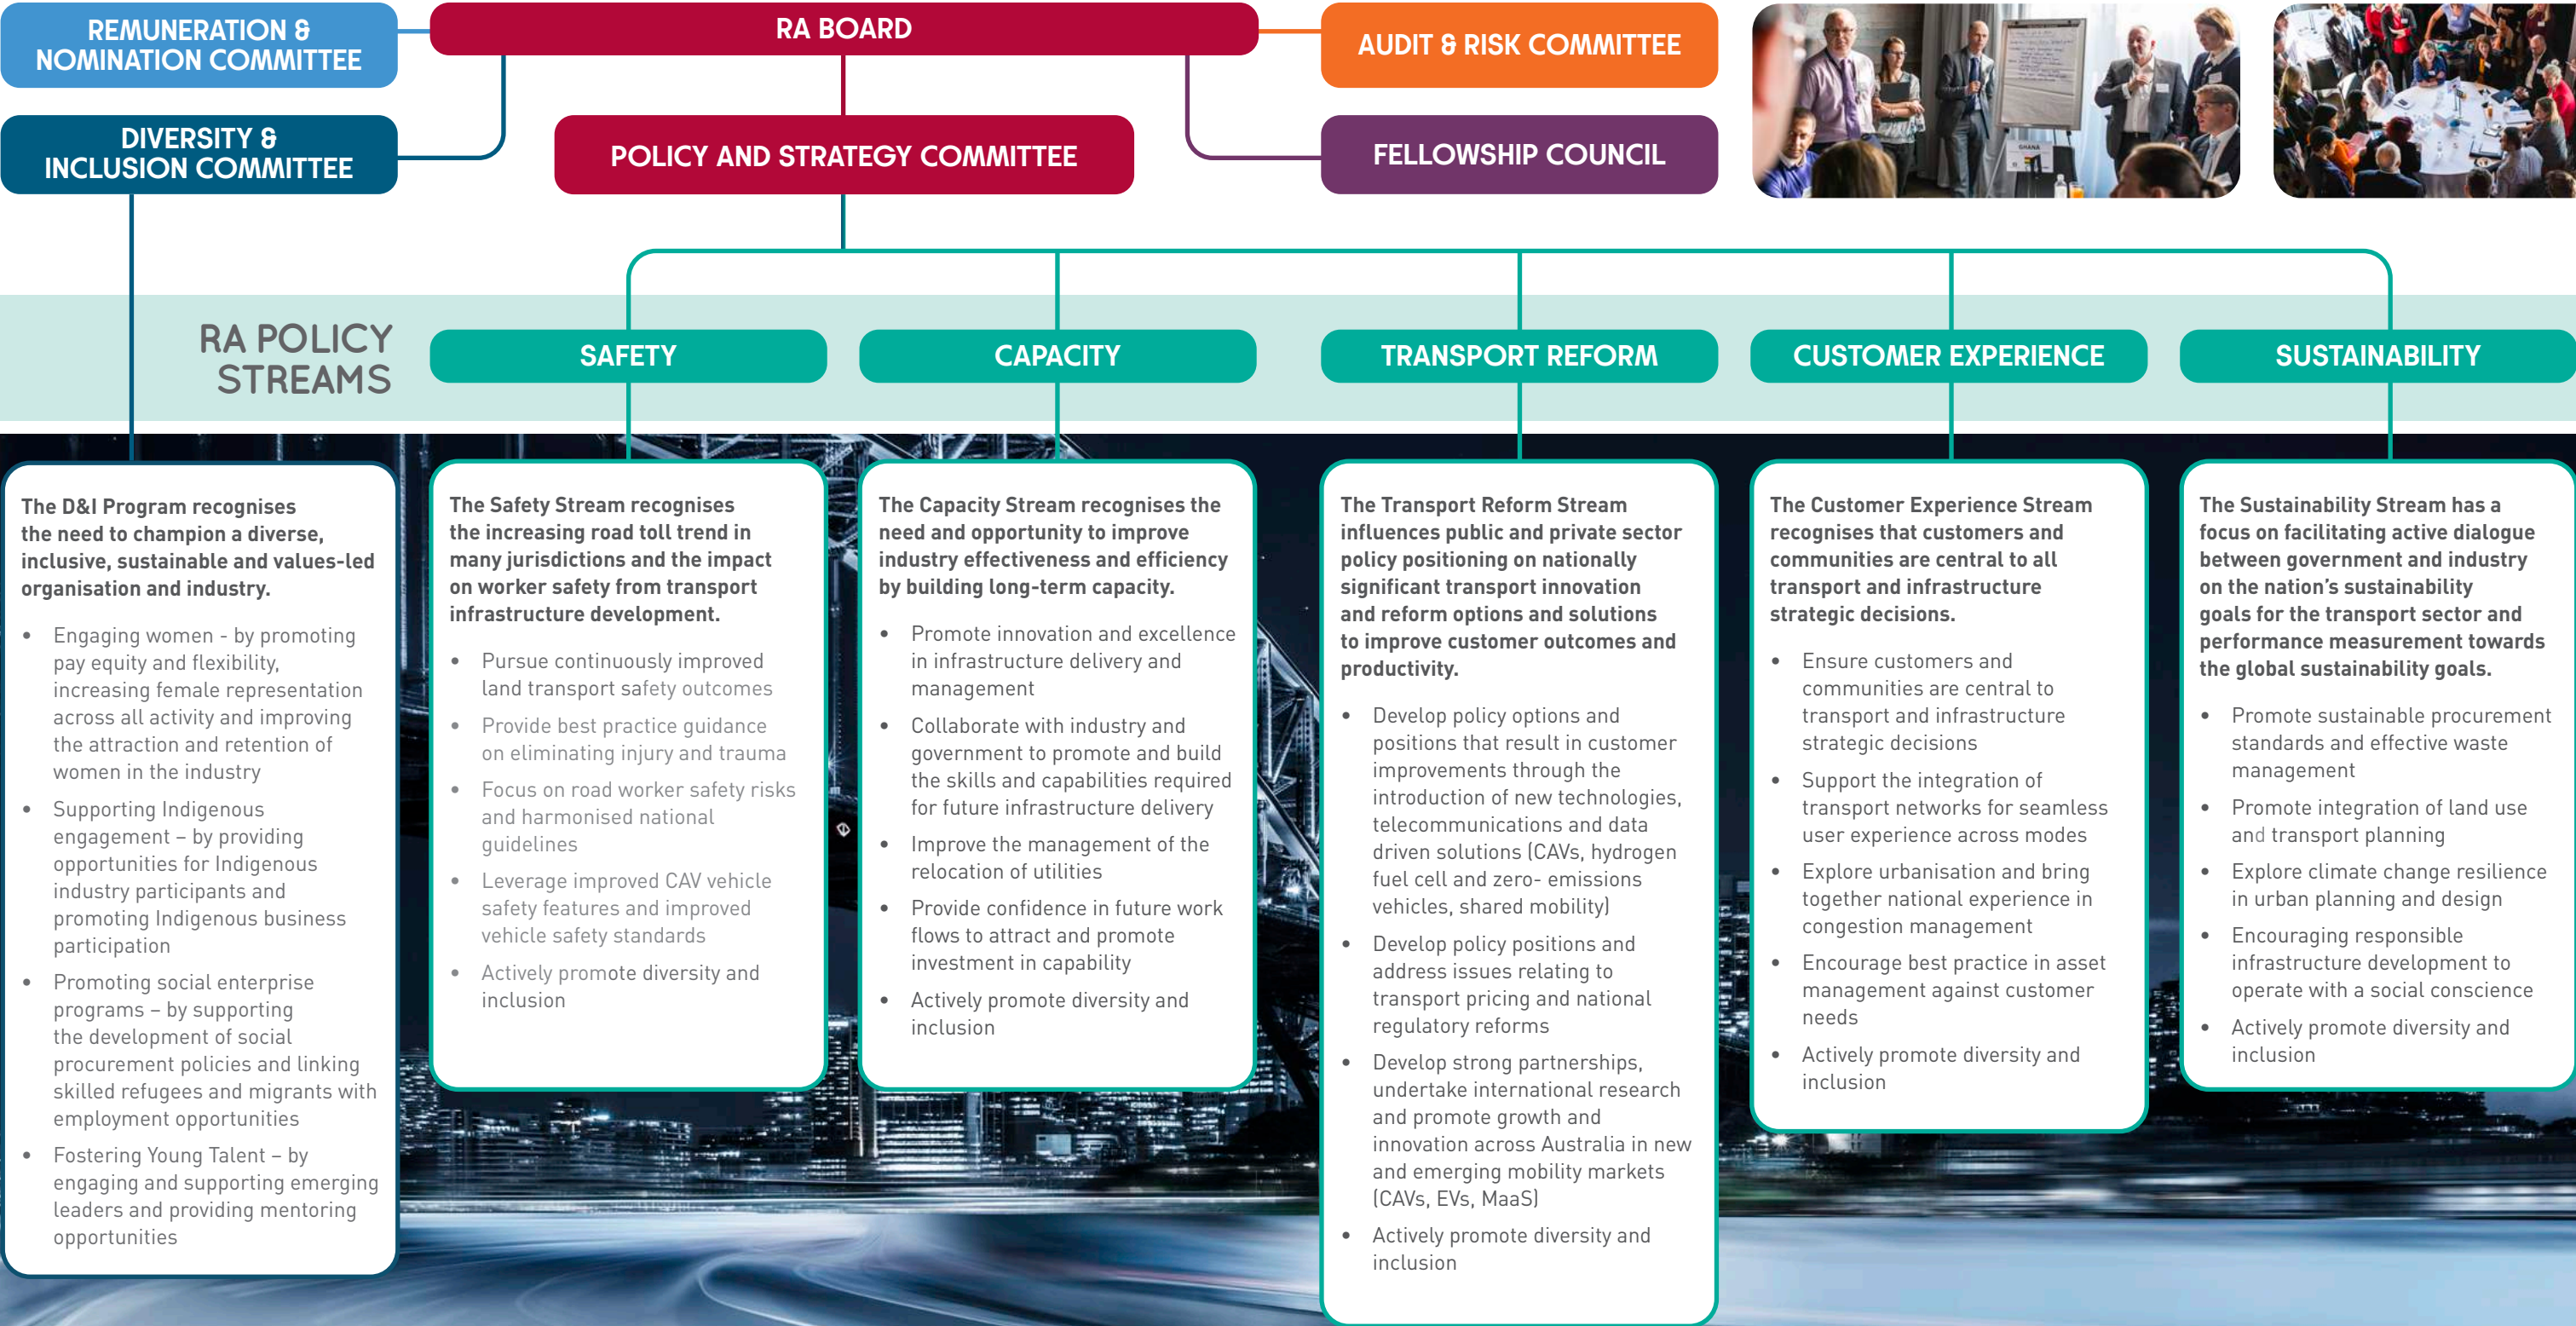 REMUNERATION &
NOMINATION COMMITTEE
RA BOARD
AUDIT & RISK COMMITTEE
DIVERSITY &
INCLUSION COMMITTEE
POLICY AND STRATEGY COMMITTEE
FELLOWSHIP COUNCIL
GHANA
RA POLICY
STREAMS
SAFETY
CAPACITY
TRANSPORT REFORM
CUSTOMER EXPERIENCE
SUSTAINABILITY
The D&I Program recognises
the need to champion a diverse,
inclusive, sustainable and values-led
organisation and industry.
• Engaging women - by promoting
pay equity and flexibility,
increasing female representation
across all activity and improving
the attraction and retention of
women in the industry
• Supporting Indigenous
engagement – by providing
opportunities for Indigenous
industry participants and
promoting Indigenous business
participation
• Promoting social enterprise
programs – by supporting
the development of social
procurement policies and linking
skilled refugees and migrants with
employment opportunities
• Fostering Young Talent – by
engaging and supporting emerging
leaders and providing mentoring
opportunities
The Safety Stream recognises
the increasing road toll trend in
many jurisdictions and the impact
on worker safety from transport
infrastructure development.
• Pursue continuously improved
land transport safety outcomes
• Provide best practice guidance
on eliminating injury and trauma
• Focus on road worker safety risks
and harmonised national
guidelines
• Leverage improved CAV vehicle
safety features and improved
vehicle safety standards
• Actively promote diversity and
inclusion
The Capacity Stream recognises the
need and opportunity to improve
industry effectiveness and efficiency
by building long-term capacity.
• Promote innovation and excellence
in infrastructure delivery and
management
• Collaborate with industry and
government to promote and build
the skills and capabilities required
for future infrastructure delivery
• Improve the management of the
relocation of utilities
• Provide confidence in future work
flows to attract and promote
investment in capability
• Actively promote diversity and
inclusion
The Transport Reform Stream
influences public and private sector
policy positioning on nationally
significant transport innovation
and reform options and solutions
to improve customer outcomes and
productivity.
• Develop policy options and
positions that result in customer
improvements through the
introduction of new technologies,
telecommunications and data
driven solutions (CAVs, hydrogen
fuel cell and zero- emissions
vehicles, shared mobility)
• Develop policy positions and
address issues relating to
transport pricing and national
regulatory reforms
• Develop strong partnerships,
undertake international research
and promote growth and
innovation across Australia in new
and emerging mobility markets
(CAVs, EVs, MaaS)
• Actively promote diversity and
inclusion
The Customer Experience Stream
recognises that customers and
communities are central to all
transport and infrastructure
strategic decisions.
• Ensure customers and
communities are central to
transport and infrastructure
strategic decisions
• Support the integration of
transport networks for seamless
user experience across modes
• Explore urbanisation and bring
together national experience in
congestion management
• Encourage best practice in asset
management against customer
needs
• Actively promote diversity and
inclusion
The Sustainability Stream has a
focus on facilitating active dialogue
between government and industry
on the nation's sustainability
goals for the transport sector and
performance measurement towards
the global sustainability goals.
• Promote sustainable procurement
standards and effective waste
management
• Promote integration of land use
and transport planning
• Explore climate change resilience
in urban planning and design
• Encouraging responsible
infrastructure development to
operate with a social conscience
• Actively promote diversity and
inclusion